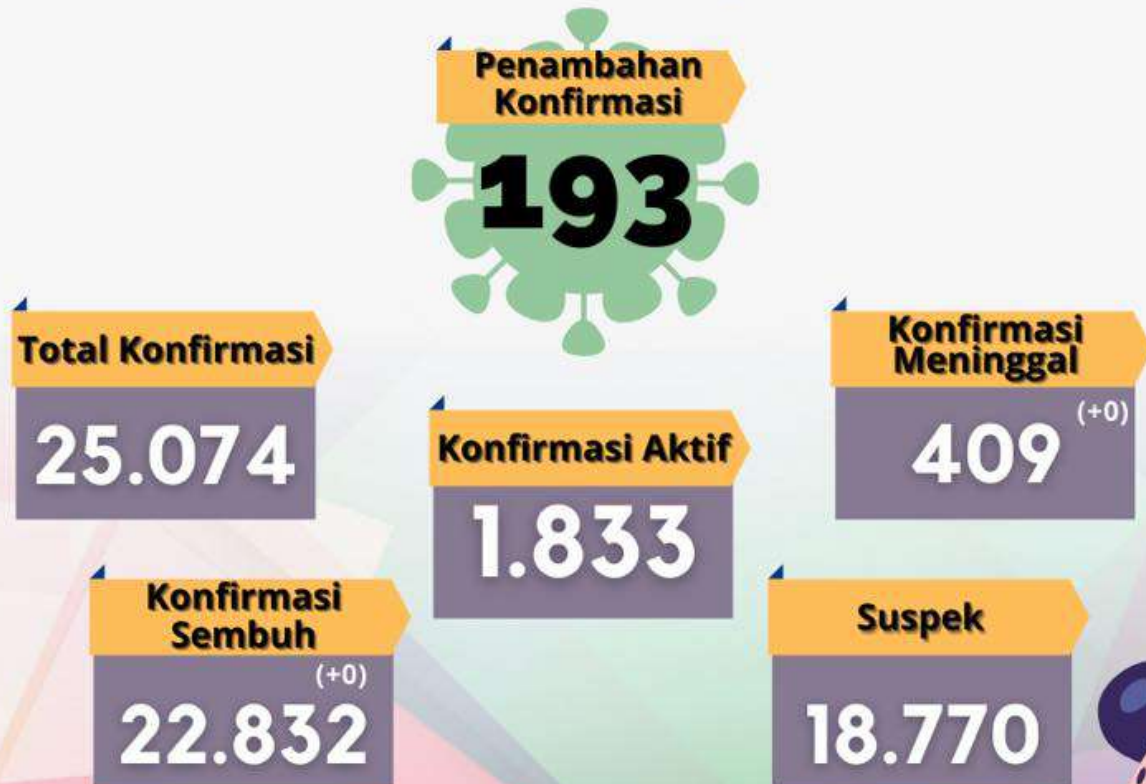 Penambahan
Konfirmasi
193
Total Konfirmasi
25.074
Konfirmasi Aktif
1.833
Konfirmasi
Meninggal
(+0)
409
Konfirmasi
Sembuh
(+0)
22.832
Suspek
18.770